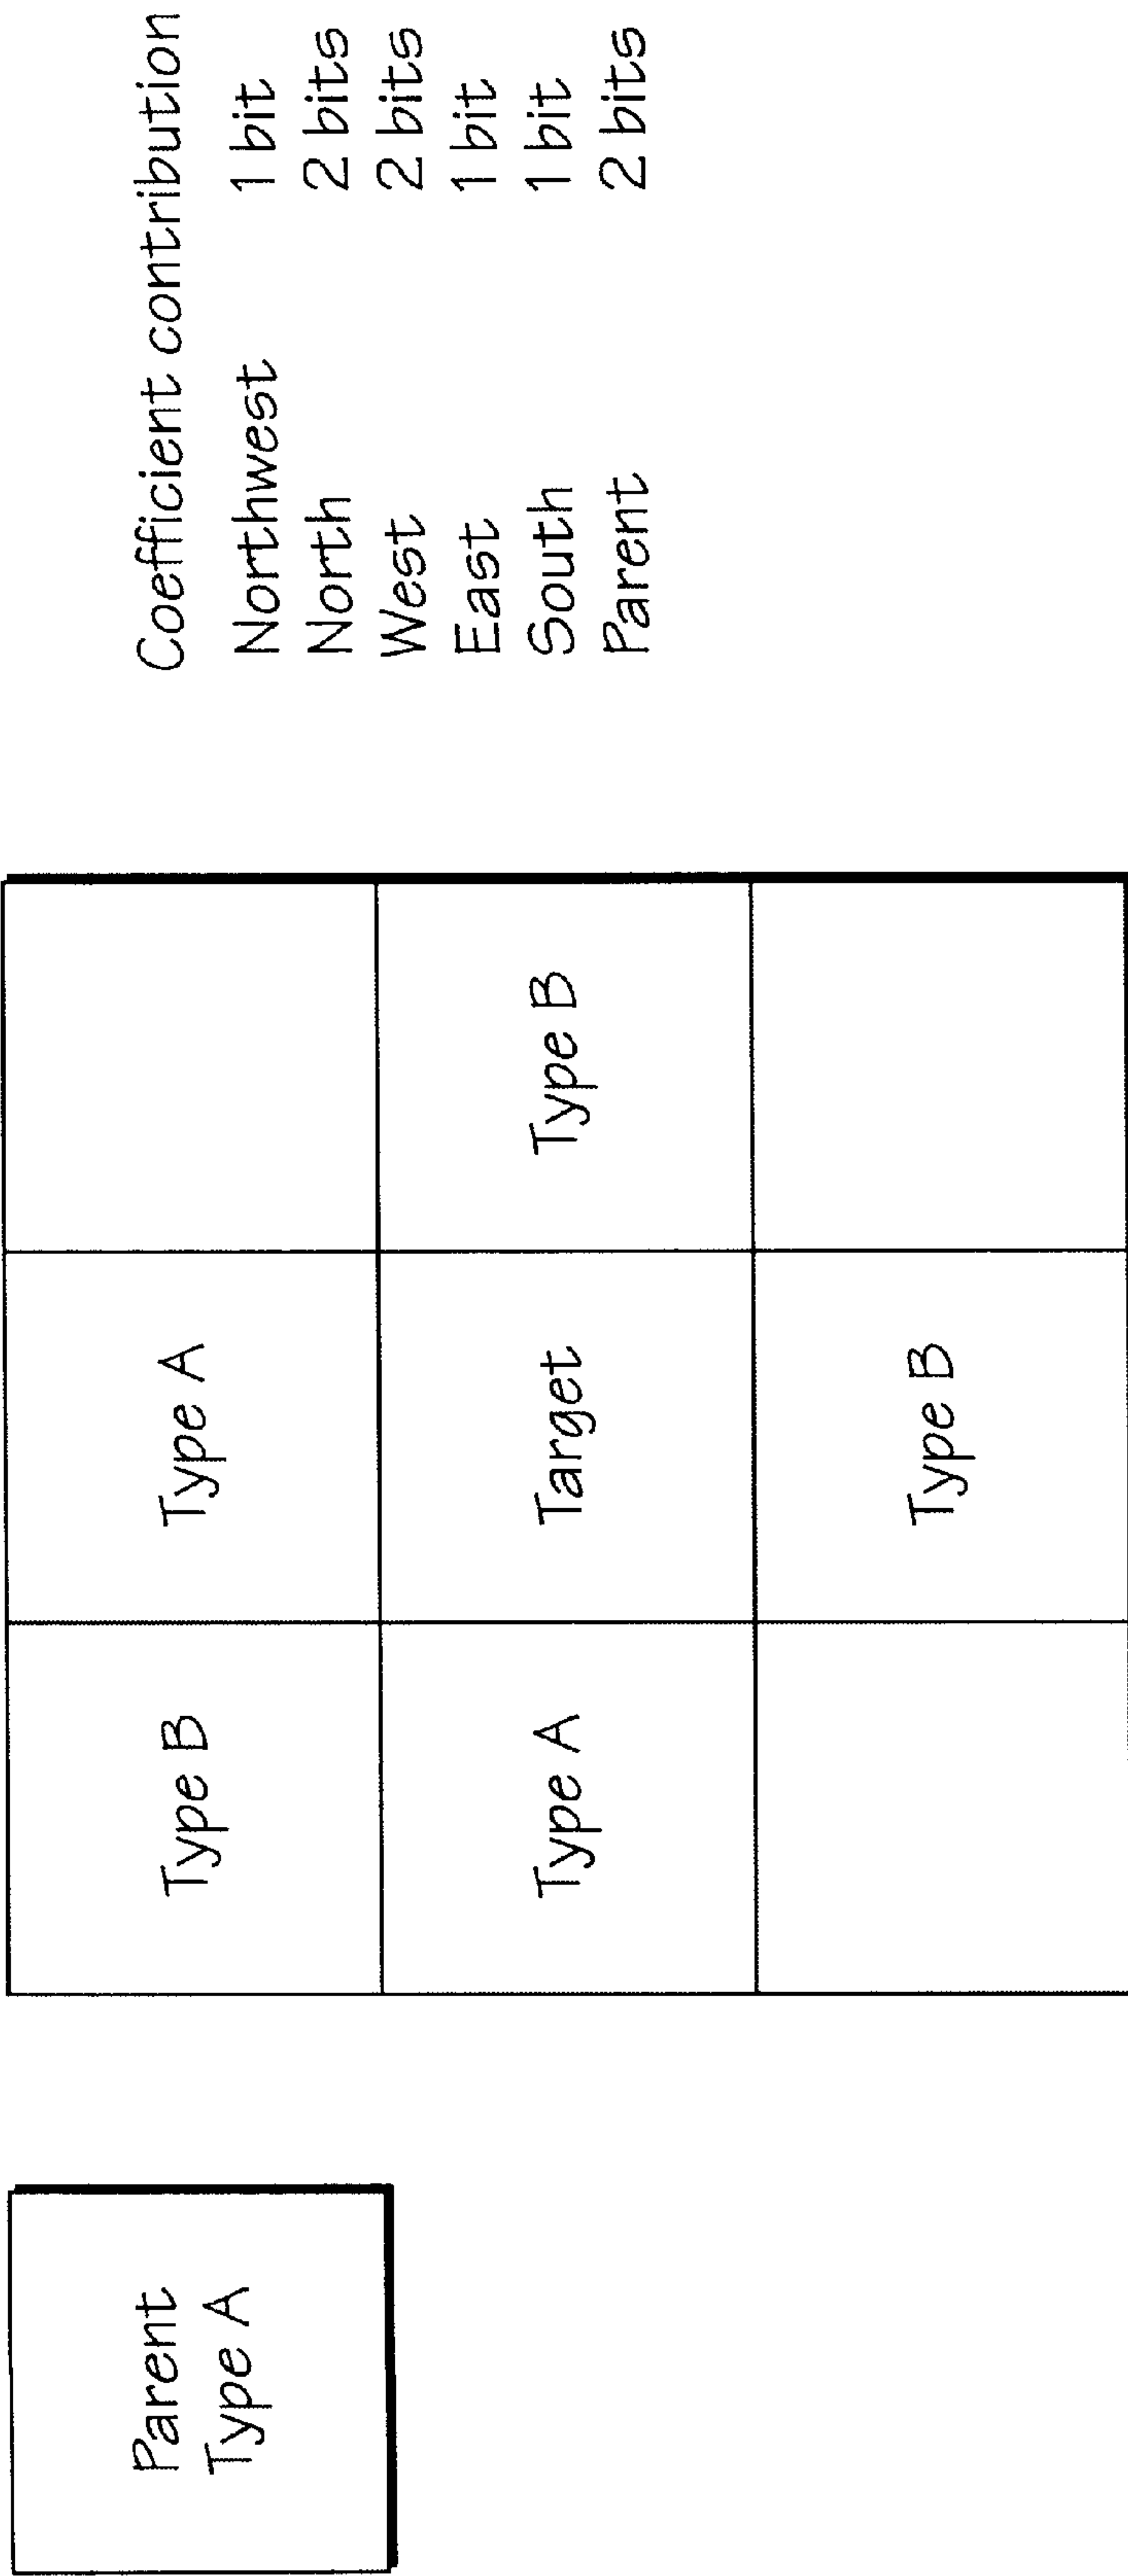 Parent
Type A
Type B
Type A
Type A
Target
Type B
Type B
Coefficient contribution
Northwest 1 bit
North 2 bits
West 2 bits
East 1 bit
South 1 bit
Parent 2 bits